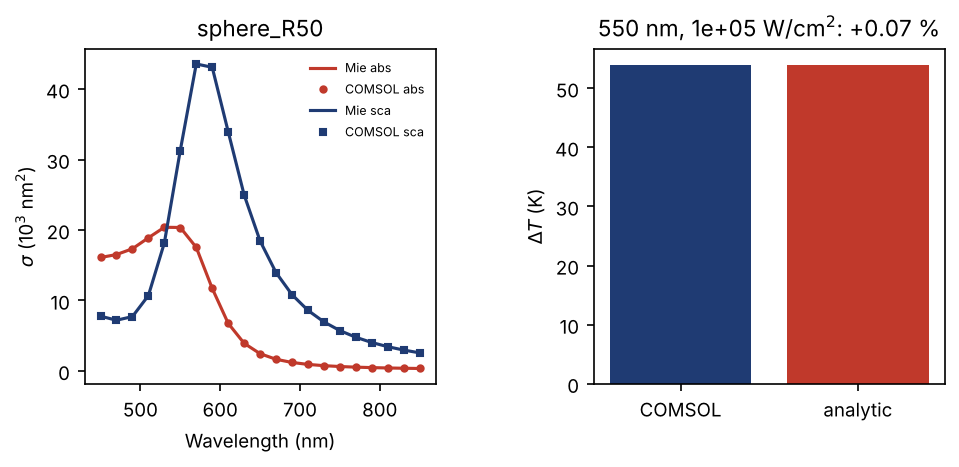 sphere_R50
σ (10³ nm²)
40
30
20
10
0
500 600 700 800
Wavelength (nm)
Mie abs
COMSOL abs
Mie sca
COMSOL sca
550 nm, 1e+05 W/cm²: +0.07 %
ΔT (K)
50
40
30
20
10
0
COMSOL analytic